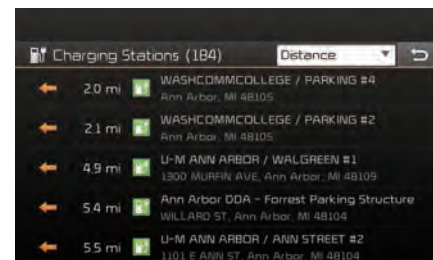 Charging Stations (184) Distance
2.0 mi WASHCOMMCOLLEGE / PARKING #4
Ann Arbor, MI 48105
2.1 mi WASHCOMMCOLLEGE / PARKING #2
Ann Arbor, MI 48105
4.9 mi U-M ANN ARBOR / WALGREEN #1
1300 MURFIN AVE, Ann Arbor, MI 48109
5.4 mi Ann Arbor DDA - Forrest Parking Structure
WILLARD ST, Ann Arbor, MI 48104
5.5 mi U-M ANN ARBOR / ANN STREET #2
1101 E ANN ST, Ann Arbor, MI 48104